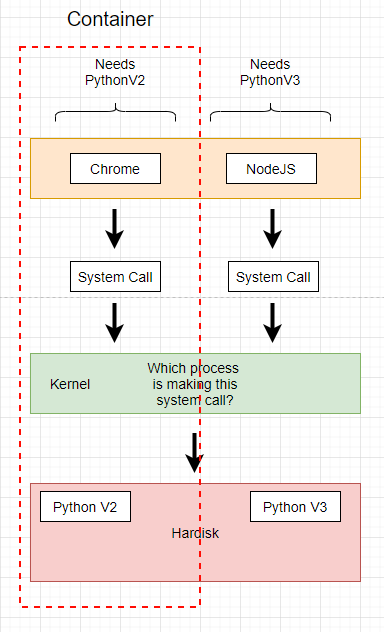 Container
Needs
PythonV2
Needs
PythonV3
Chrome
NodeJS
System Call
System Call
Kernel
Which process
is making this
system call?
Python V2
Python V3
Hardisk